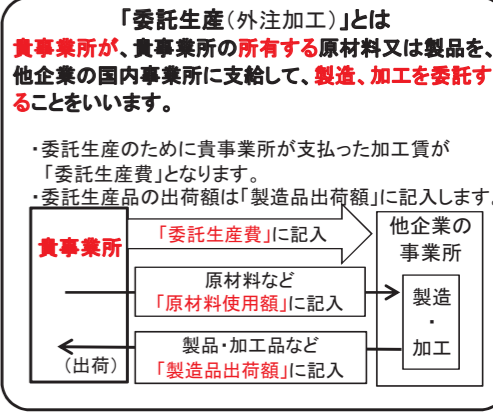 「委託生産(外注加工)」とは
貴事業所が、貴事業所の所有する原材料又は製品を、
他企業の国内事業所に支給して、製造、加工を委託す
ることをいいます。
・委託生産のために貴事業所が支払った加工賃が
「委託生産費」となります。
・委託生産品の出荷額は「製造品出荷額」に記入します。
貴事業所
「委託生産費」に記入
他企業の
事業所
原材料など
「原材料使用額」に記入
製造
・
加工
製品・加工品など
「製造品出荷額」に記入
(出荷)